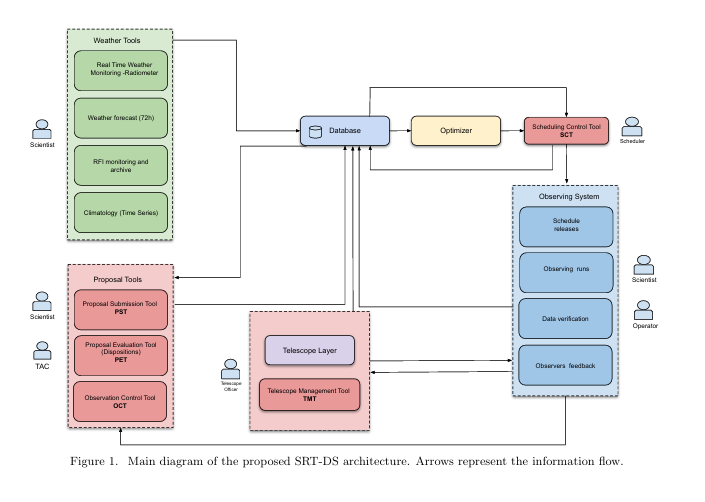 Weather Tools
Real Time Weather
Monitoring -Radiometer
Weather forecast (72h)
RFI monitoring and
archive
Climatology (Time Series)
Scientist
Database
Optimizer
Scheduling Control Tool
SCT
Scheduler
Observing System
Schedule
releases
Observing runs
Data verification
Observers feedback
Scientist
Operator
Proposal Tools
Proposal Submission Tool
PST
Proposal Evaluation Tool
(Dispositions)
PET
Observation Control Tool
OCT
Scientist
TAC
Telescope Layer
Telescope Management Tool
TMT
Telescope
Officer
Figure 1. Main diagram of the proposed SRT-DS architecture. Arrows represent the information flow.